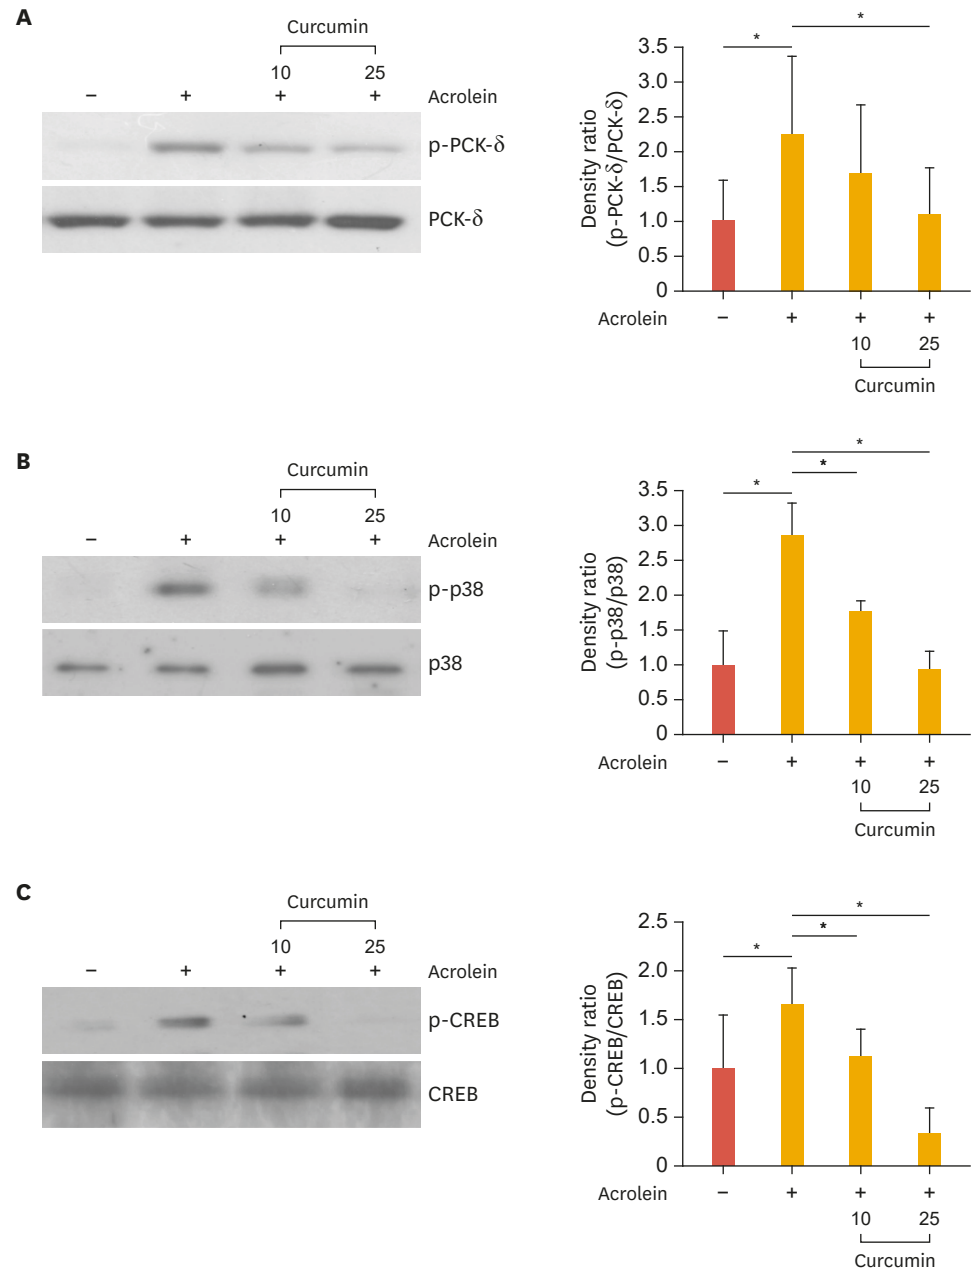 A
Curcumin
10 25
− + + + Acrolein
p-PCK-δ
PCK-δ
* *
Density ratio
(p-PCK-δ/PCK-δ)
3.5
3.0
2.5
2.0
1.5
1.0
0.5
0
Acrolein − + + +
10 25
Curcumin
B
Curcumin
10 25
− + + + Acrolein
p-p38
p38
*
*
*
Density ratio
(p-p38/p38)
3.5
3.0
2.5
2.0
1.5
1.0
0.5
0
Acrolein − + + +
10 25
Curcumin
C
Curcumin
10 25
− + + + Acrolein
p-CREB
CREB
*
*
*
Density ratio
(p-CREB/CREB)
2.5
2.0
1.5
1.0
0.5
0
Acrolein − + + +
10 25
Curcumin